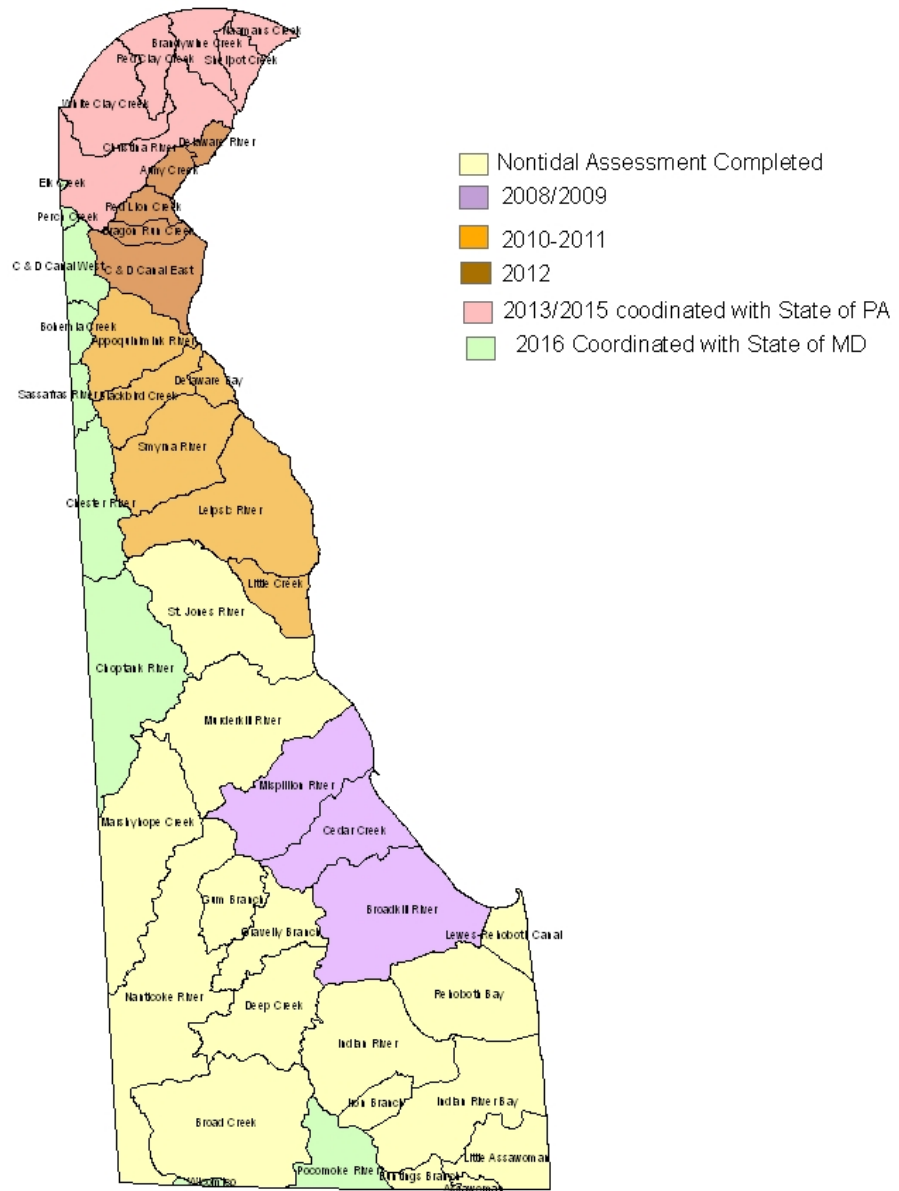 Naamans Creek
Brandywine Creek
Red Clay Creek
Shellpot Creek
White Clay Creek
Delaware River
Christina River
Nontidal Assessment Completed
Army Creek
Elk Creek
2008/2009
Red Lion Creek
Perch Creek
Dragon Run Creek
2010-2011
C & D Canal West
C & D Canal East
2012
2013/2015 coodinated with State of PA
Bohemia Creek
Appoquinimink River
2016 Coordinated with State of MD
Delaware Bay
Sassafras River
Blackbird Creek
Smyrna River
Chester River
Leipsic River
Little Creek
St. Jones River
Choptank River
Murderkill River
Mispillion River
Marshyhope Creek
Cedar Creek
Gum Branch
Broadkill River
Gravelly Branch
Lewes-Rehoboth Canal
Nanticoke River
Rehoboth Bay
Deep Creek
Indian River
Iron Branch
Indian River Bay
Broad Creek
Little Assawoman
Pocomoke River
Buntings Branch
Wicomico
Assawoman